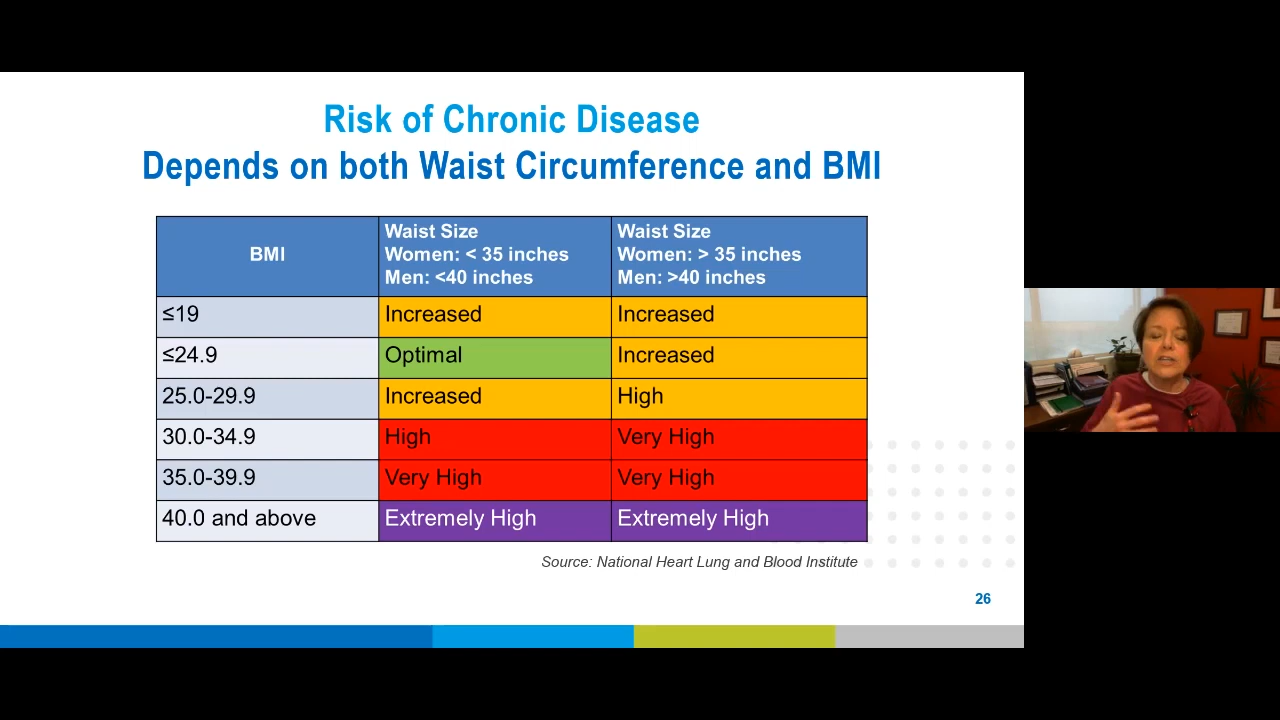 Risk of Chronic Disease
Depends on both Waist Circumference and BMI
BMI
Waist Size
Women: < 35 inches
Men: <40 inches
Waist Size
Women: > 35 inches
Men: >40 inches
≤19 Increased Increased
≤24.9 Optimal Increased
25.0-29.9 Increased High
30.0-34.9 High Very High
35.0-39.9 Very High Very High
40.0 and above Extremely High Extremely High
Source: National Heart Lung and Blood Institute
26